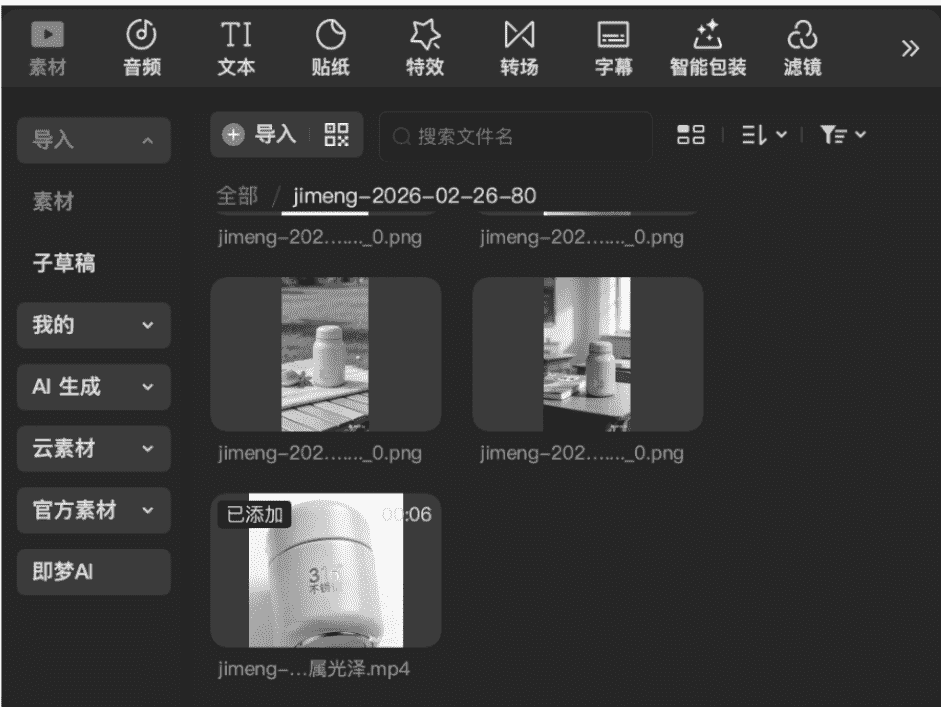 素材 音频 文本 贴纸 特效 转场 字幕 智能包装 滤镜
导入
导入
搜索文件名
全部 / jimeng-2026-02-26-80
素材
jimeng-202......._0.png
jimeng-202......._0.png
子草稿
我的
AI 生成
云素材
jimeng-202......._0.png
jimeng-202......._0.png
官方素材
已添加
00:06
即梦AI
不锈
jimeng-...属光泽.mp4